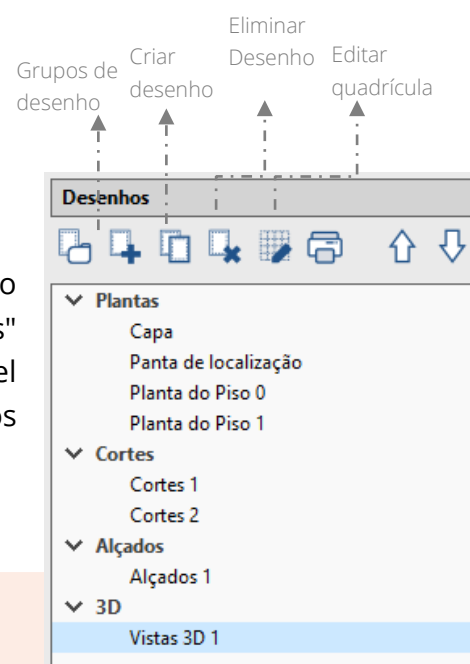 Eliminar
Desenho
Criar
desenho
Editar
quadrícula
Grupos de
desenho
Desenhos
o
s"
el
os
Plantas
Capa
Panta de localização
Planta do Piso 0
Planta do Piso 1
Cortes
Cortes 1
Cortes 2
Alçados
Alçados 1
3D
Vistas 3D 1